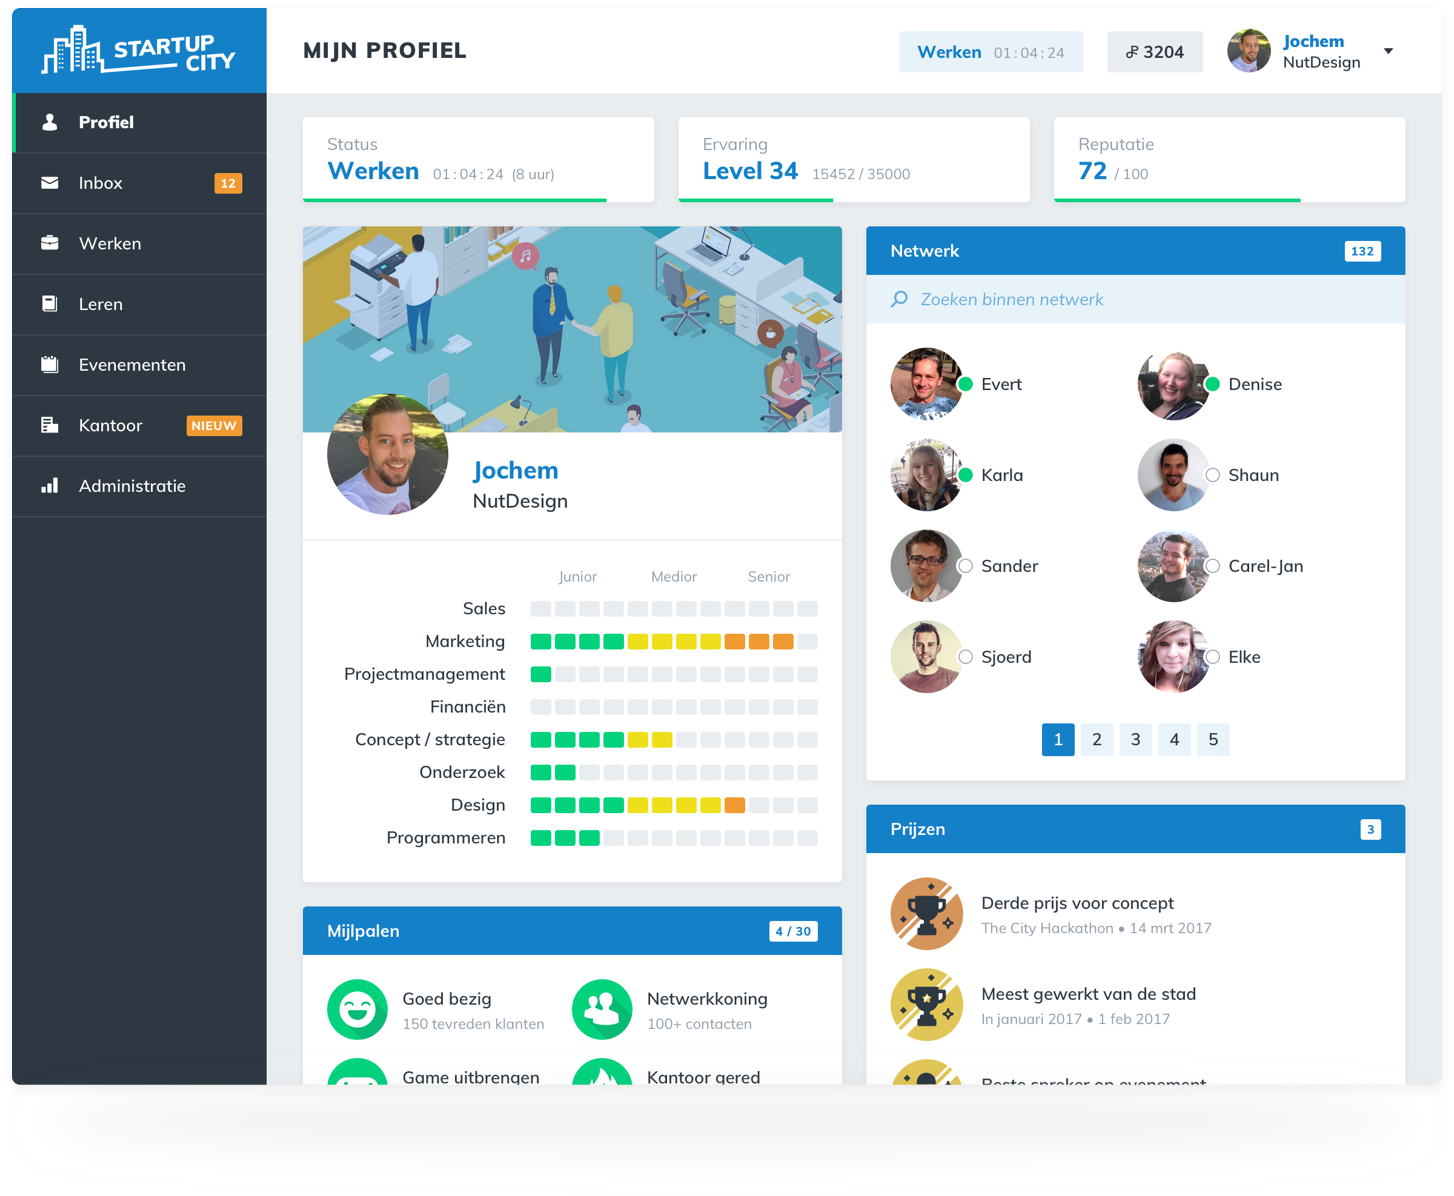 STARTUP
CITY
MIJN PROFIEL
Werken 01:04:24
3204
Jochem
NutDesign
Profiel
Inbox 12
Werken
Leren
Evenementen
Kantoor NIEUW
Administratie
Status
Werken 01:04:24 (8 uur)
Ervaring
Level 34 15452 / 35000
Reputatie
72 / 100
Jochem
NutDesign
Junior Medior Senior
Sales
Marketing
Projectmanagement
Financiën
Concept / strategie
Onderzoek
Design
Programmeren
Mijlpalen 4 / 30
Goed bezig
150 tevreden klanten
Netwerkkoning
100+ contacten
Game uitbrengen
Kantoor gered
Netwerk 132
Zoeken binnen netwerk
Evert
Denise
Karla
Shaun
Sander
Carel-Jan
Sjoerd
Elke
1 2 3 4 5
Prijzen 3
Derde prijs voor concept
The City Hackathon • 14 mrt 2017
Meest gewerkt van de stad
In januari 2017 • 1 feb 2017
Beste spreker op evenement